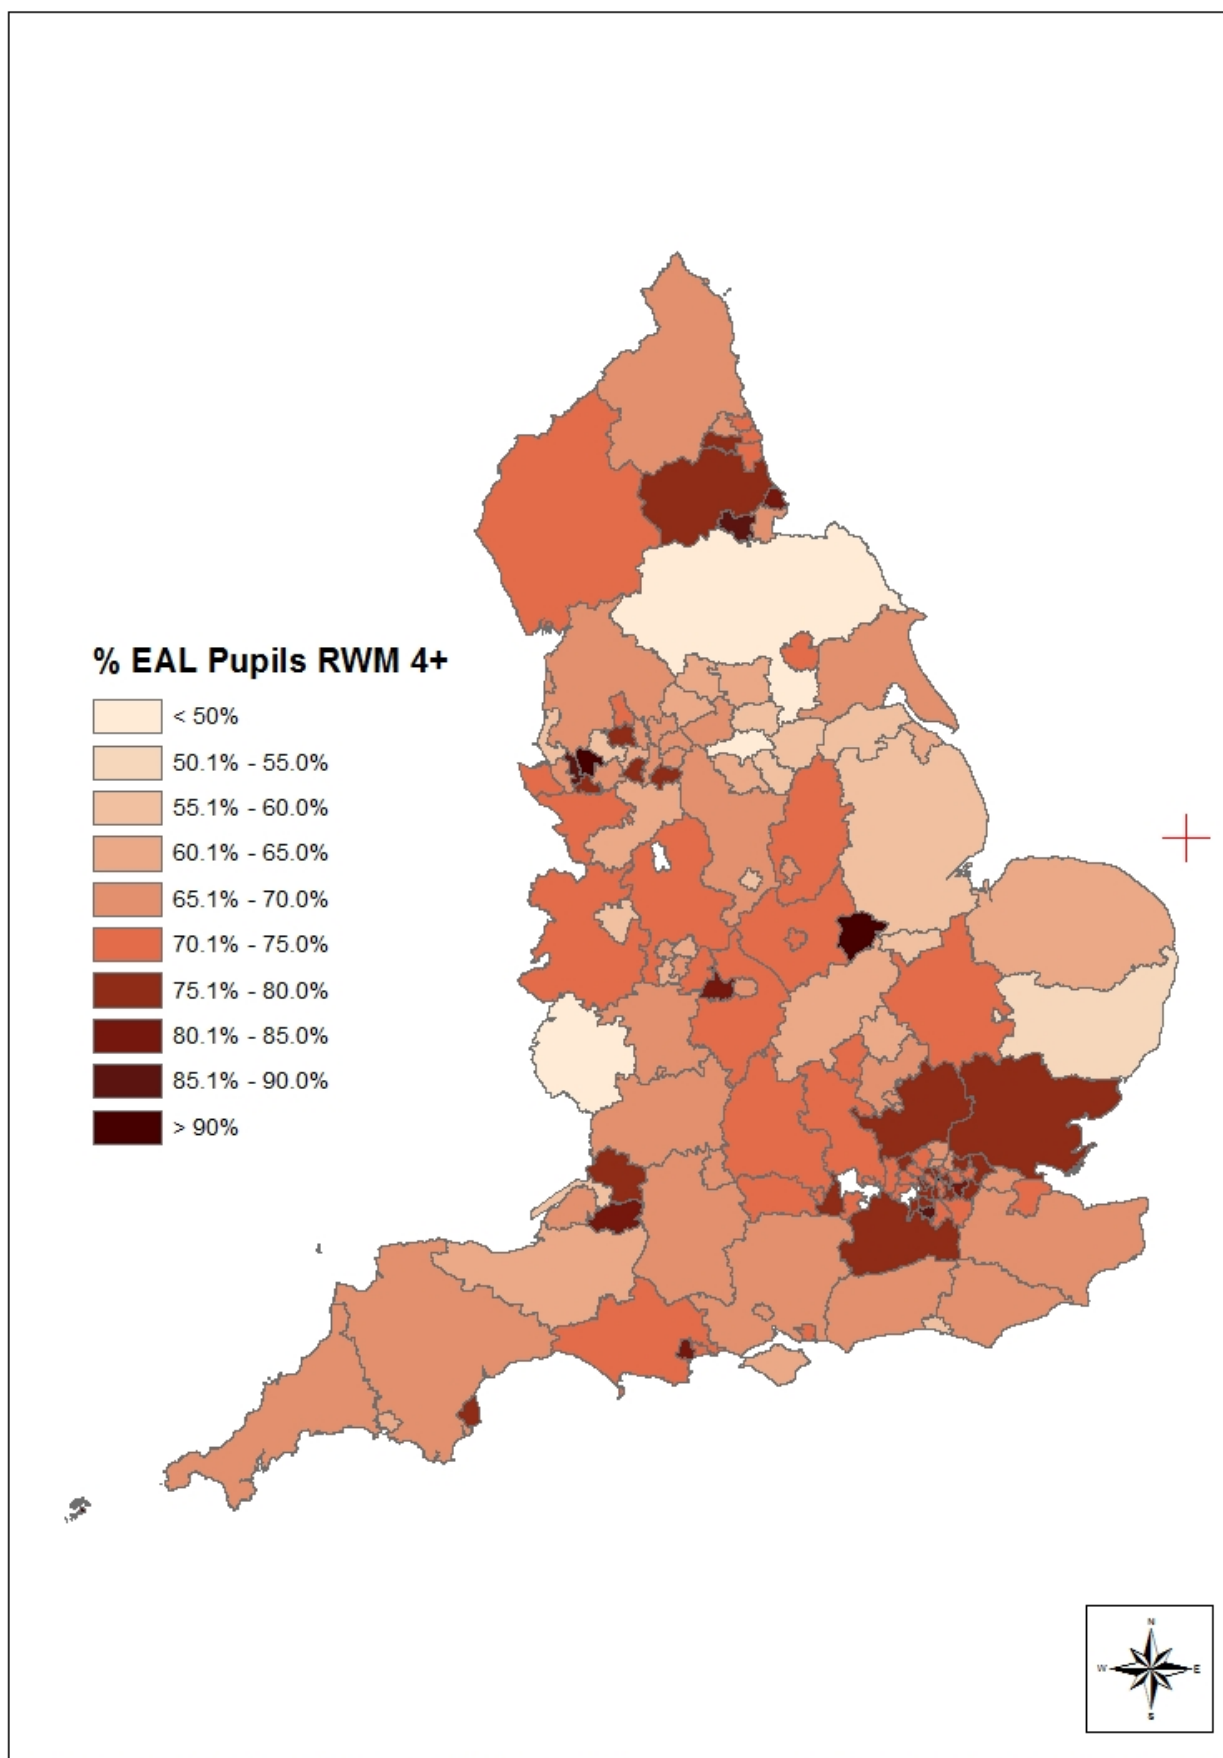 % EAL Pupils RWM 4+
< 50%
50.1% - 55.0%
55.1% - 60.0%
60.1% - 65.0%
65.1% - 70.0%
70.1% - 75.0%
75.1% - 80.0%
80.1% - 85.0%
85.1% - 90.0%
> 90%
N
W E
S